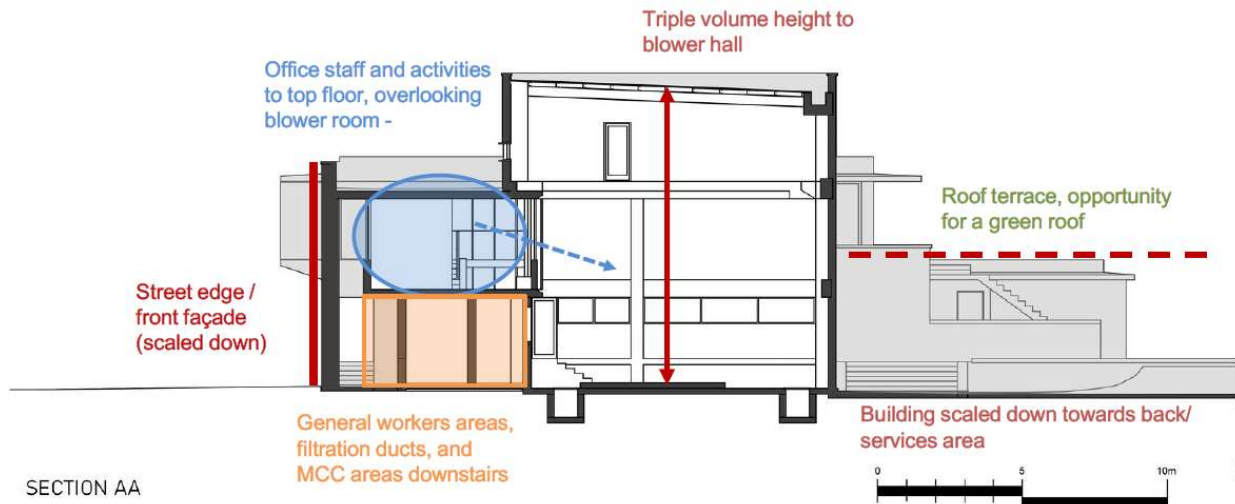 Triple volume height to
blower hall
Office staff and activities
to top floor, overlooking
blower room -
Roof terrace, opportunity
for a green roof
Street edge /
front façade
(scaled down)
General workers areas,
filtration ducts, and
MCC areas downstairs
Building scaled down towards back/
services area
0 5 10m
SECTION AA